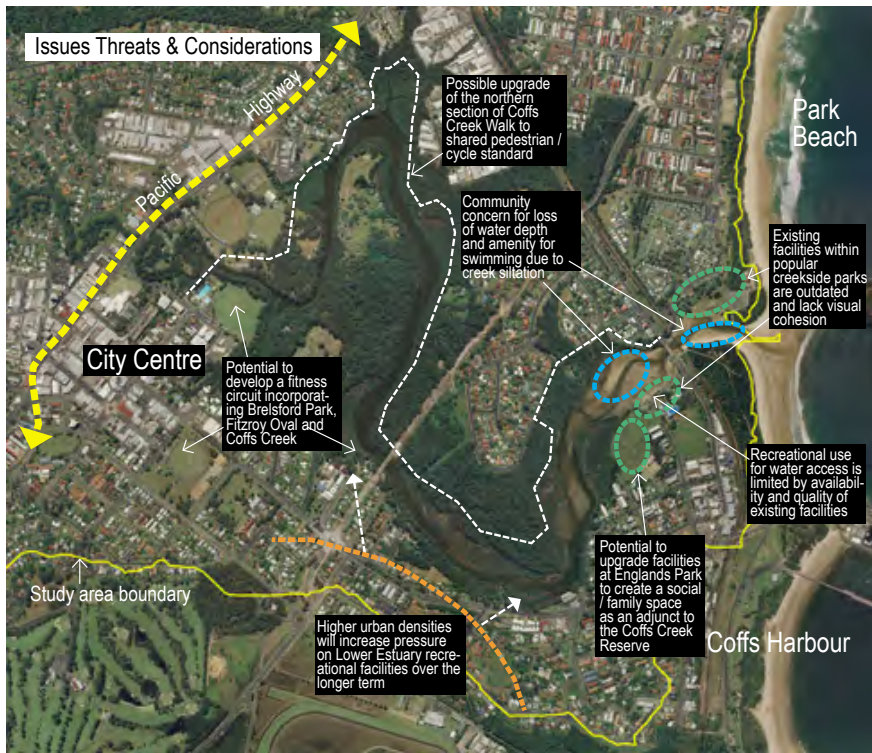 Issues Threats & Considerations
Pacific Highway
Possible upgrade
of the northern
section of Coffs
Creek Walk to
shared pedestrian /
cycle standard
Park
Beach
Community
concern for loss
of water depth
and amenity for
swimming due to
creek siltation
Existing
facilities within
popular
creekside parks
are outdated
and lack visual
cohesion
City Centre
Potential to
develop a fitness
circuit incorporat-
ing Brelsford Park,
Fitzroy Oval and
Coffs Creek
Recreational use
for water access is
limited by availabil-
ity and quality of
existing facilities
Study area boundary
Potential to
upgrade facilities
at Englands Park
to create a social
/ family space
as an adjunct to
the Coffs Creek
Reserve
Higher urban densities
will increase pressure
on Lower Estuary recre-
ational facilities over the
longer term
Coffs Harbour